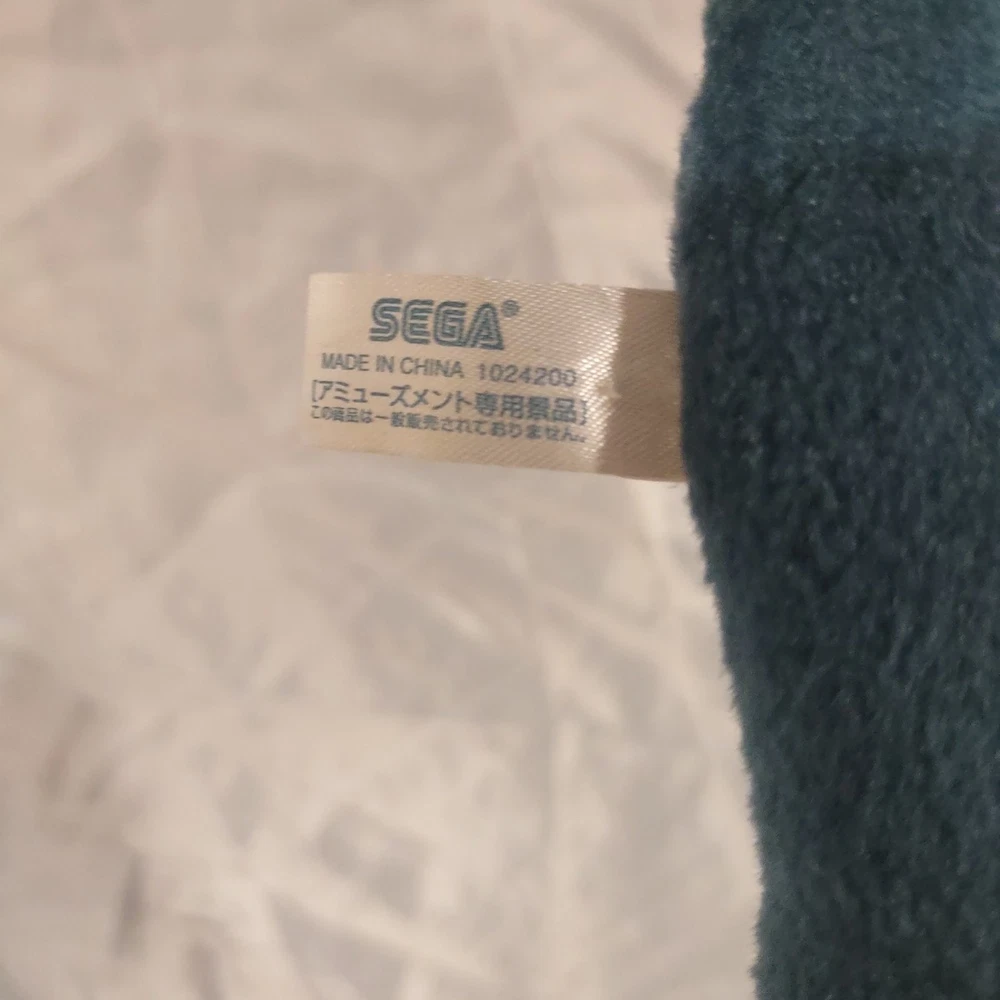 SEGA®
MADE IN CHINA 1024200
[アミューズメント専用景品]
この商品は一般販売されておりません。